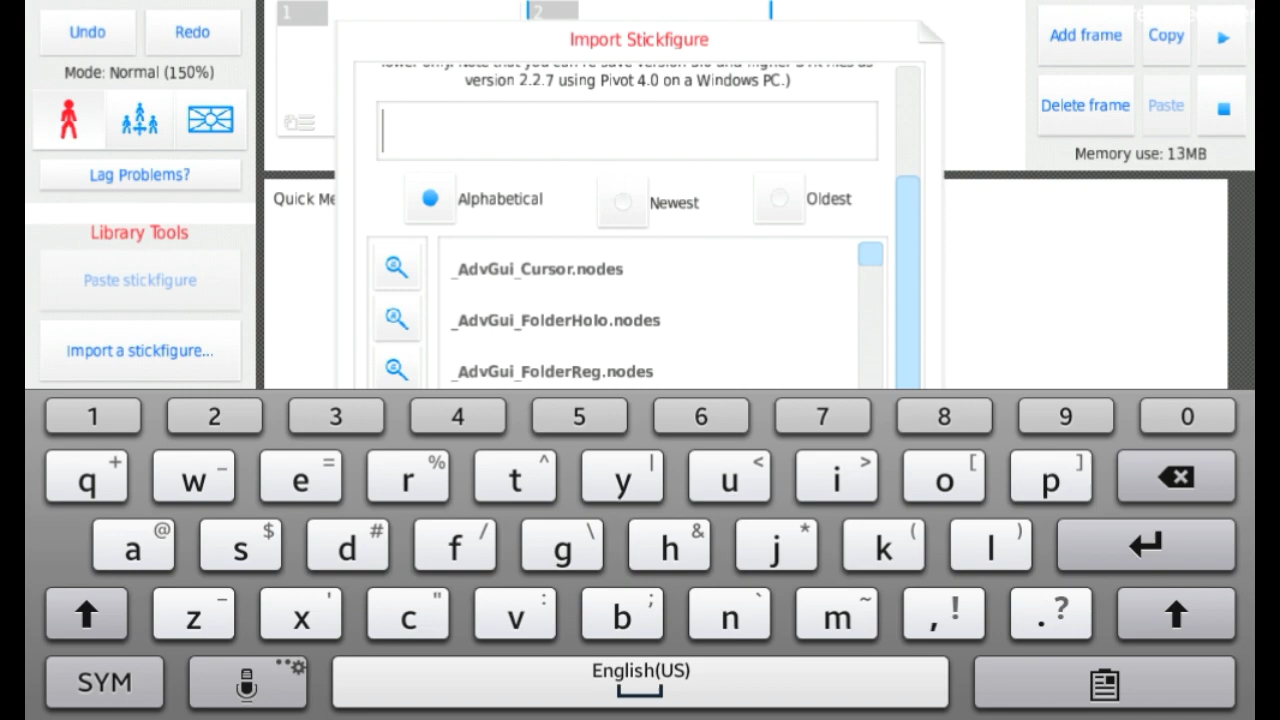 1
2
Undo
Redo
Import Stickfigure
Add frame
Copy
Mode: Normal (150%)
version 2.2.7 using Pivot 4.0 on a Windows PC.)
Delete frame
Paste
Memory use: 13MB
Lag Problems?
Quick Me
Alphabetical
Newest
Oldest
Library Tools
Paste stickfigure
Import a stickfigure...
_AdvGui_Cursor.nodes
_AdvGui_FolderHolo.nodes
_AdvGui_FolderReg.nodes
1 2 3 4 5 6 7 8 9 0
q + w _ e = r % t ^ y | u < i > o [ p ]
a @ s $ d # f / g \ h & j * k ( l )
z - x ' c " v : b ; n ` m ~ , ! . ?
SYM
English(US)